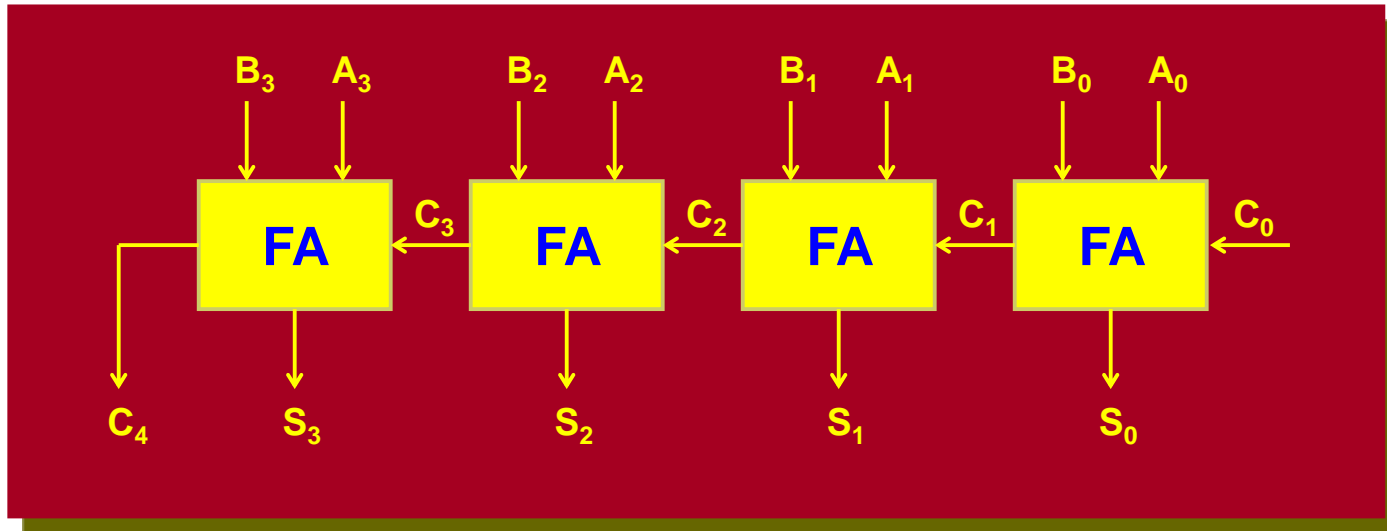 B₃ A₃ B₂ A₂ B₁ A₁ B₀ A₀
C₃ C₂ C₁ C₀
FA FA FA FA
C₄ S₃ S₂ S₁ S₀